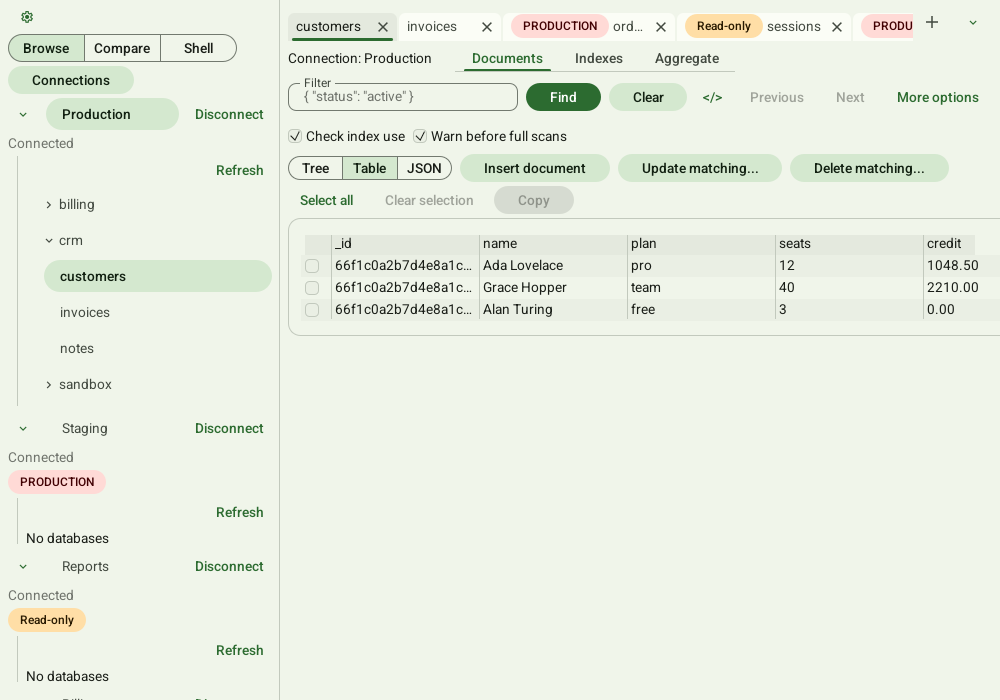 Browse Compare Shell
Connections
Production Disconnect
Connected
Refresh
billing
crm
customers
invoices
notes
sandbox
Staging Disconnect
Connected
PRODUCTION
Refresh
No databases
Reports Disconnect
Connected
Read-only
Refresh
No databases
customers invoices PRODUCTION ord... Read-only sessions PRODU
Connection: Production Documents Indexes Aggregate
Filter
{ "status": "active" } Find Clear </> Previous Next More options
Check index use Warn before full scans
Tree Table JSON Insert document Update matching... Delete matching...
Select all Clear selection Copy
_id name plan seats credit
66f1c0a2b7d4e8a1c... Ada Lovelace pro 12 1048.50
66f1c0a2b7d4e8a1c... Grace Hopper team 40 2210.00
66f1c0a2b7d4e8a1c... Alan Turing free 3 0.00